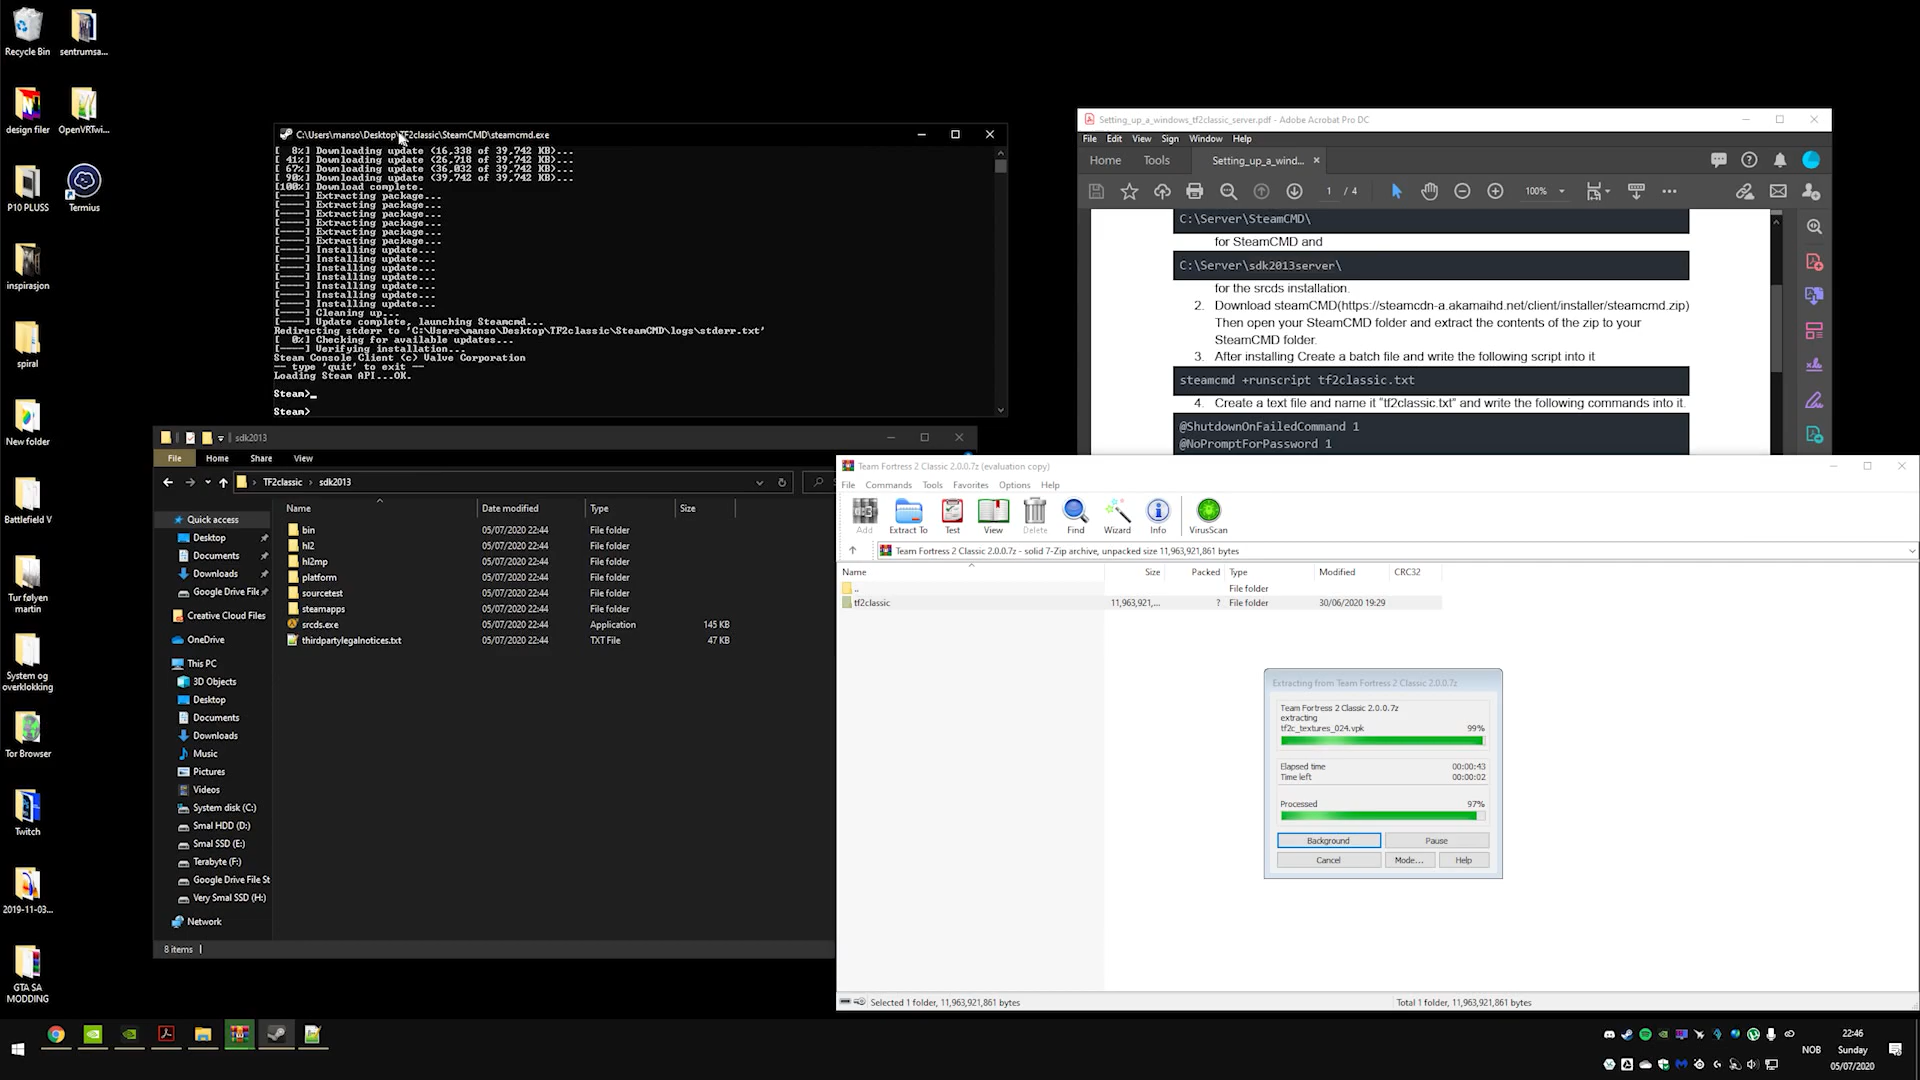 Recycle Bin
sentrumsa...
design filer
OpenVRTwi...
P10 PLUSS
Termius
inspirasjon
spiral
New folder
Battlefield V
Tur følyen
martin
System og
overklokking
Tor Browser
Twitch
2019-11-03...
GTA SA
MODDING
C:\Users\manso\Desktop\TF2classic\SteamCMD\steamcmd.exe
[  8%] Downloading update (16,338 of 39,742 KB)...
[ 41%] Downloading update (26,718 of 39,742 KB)...
[ 67%] Downloading update (36,032 of 39,742 KB)...
[ 90%] Downloading update (39,742 of 39,742 KB)...
[100%] Download complete.
[----] Extracting package...
[----] Extracting package...
[----] Extracting package...
[----] Extracting package...
[----] Extracting package...
[----] Extracting package...
[----] Installing update...
[----] Installing update...
[----] Installing update...
[----] Installing update...
[----] Installing update...
[----] Installing update...
[----] Installing update...
[----] Cleaning up...
[----] Update complete, launching Steamcmd...
Redirecting stderr to 'C:\Users\manso\Desktop\TF2classic\SteamCMD\logs\stderr.txt'
[  0%] Checking for available updates...
[----] Verifying installation...
Steam Console Client (c) Valve Corporation
-- type 'quit' to exit --
Loading Steam API...OK.
Steam>_
Steam>
Setting_up_a_windows_tf2classic_server.pdf - Adobe Acrobat Pro DC
File Edit View Sign Window Help
Home Tools Setting_up_a_wind... ×
1 / 4 100%
C:\Server\SteamCMD\
for SteamCMD and
C:\Server\sdk2013server\
for the srcds installation.
2. Download steamCMD(https://steamcdn-a.akamaihd.net/client/installer/steamcmd.zip)
Then open your SteamCMD folder and extract the contents of the zip to your
SteamCMD folder.
3. After installing Create a batch file and write the following script into it
steamcmd +runscript tf2classic.txt
4. Create a text file and name it "tf2classic.txt" and write the following commands into it.
@ShutdownOnFailedCommand 1
@NoPromptForPassword 1
sdk2013
File Home Share View
TF2classic › sdk2013
Name Date modified Type Size
bin 05/07/2020 22:44 File folder
hl2 05/07/2020 22:44 File folder
hl2mp 05/07/2020 22:44 File folder
platform 05/07/2020 22:44 File folder
sourcetest 05/07/2020 22:44 File folder
steamapps 05/07/2020 22:44 File folder
srcds.exe 05/07/2020 22:44 Application 145 KB
thirdpartylegalnotices.txt 05/07/2020 22:44 TXT File 47 KB
Quick access
Desktop
Documents
Downloads
Google Drive File
Creative Cloud Files
OneDrive
This PC
3D Objects
Desktop
Documents
Downloads
Music
Pictures
Videos
System disk (C:)
Smal HDD (D:)
Smal SSD (E:)
Terabyte (F:)
Google Drive File St
Very Smal SSD (H:)
Network
8 items
Team Fortress 2 Classic 2.0.0.7z (evaluation copy)
File Commands Tools Favorites Options Help
Add Extract To Test View Delete Find Wizard Info VirusScan
Team Fortress 2 Classic 2.0.0.7z - solid 7-Zip archive, unpacked size 11,963,921,861 bytes
Name Size Packed Type Modified CRC32
.. File folder
tf2classic 11,963,921,... ? File folder 30/06/2020 19:29
Extracting from Team Fortress 2 Classic 2.0.0.7z
Team Fortress 2 Classic 2.0.0.7z
extracting
tf2c_textures_024.vpk 99%
Elapsed time 00:00:43
Time left 00:00:02
Processed 97%
Background Pause
Cancel Mode... Help
Selected 1 folder, 11,963,921,861 bytes Total 1 folder, 11,963,921,861 bytes
22:46
NOB Sunday
05/07/2020